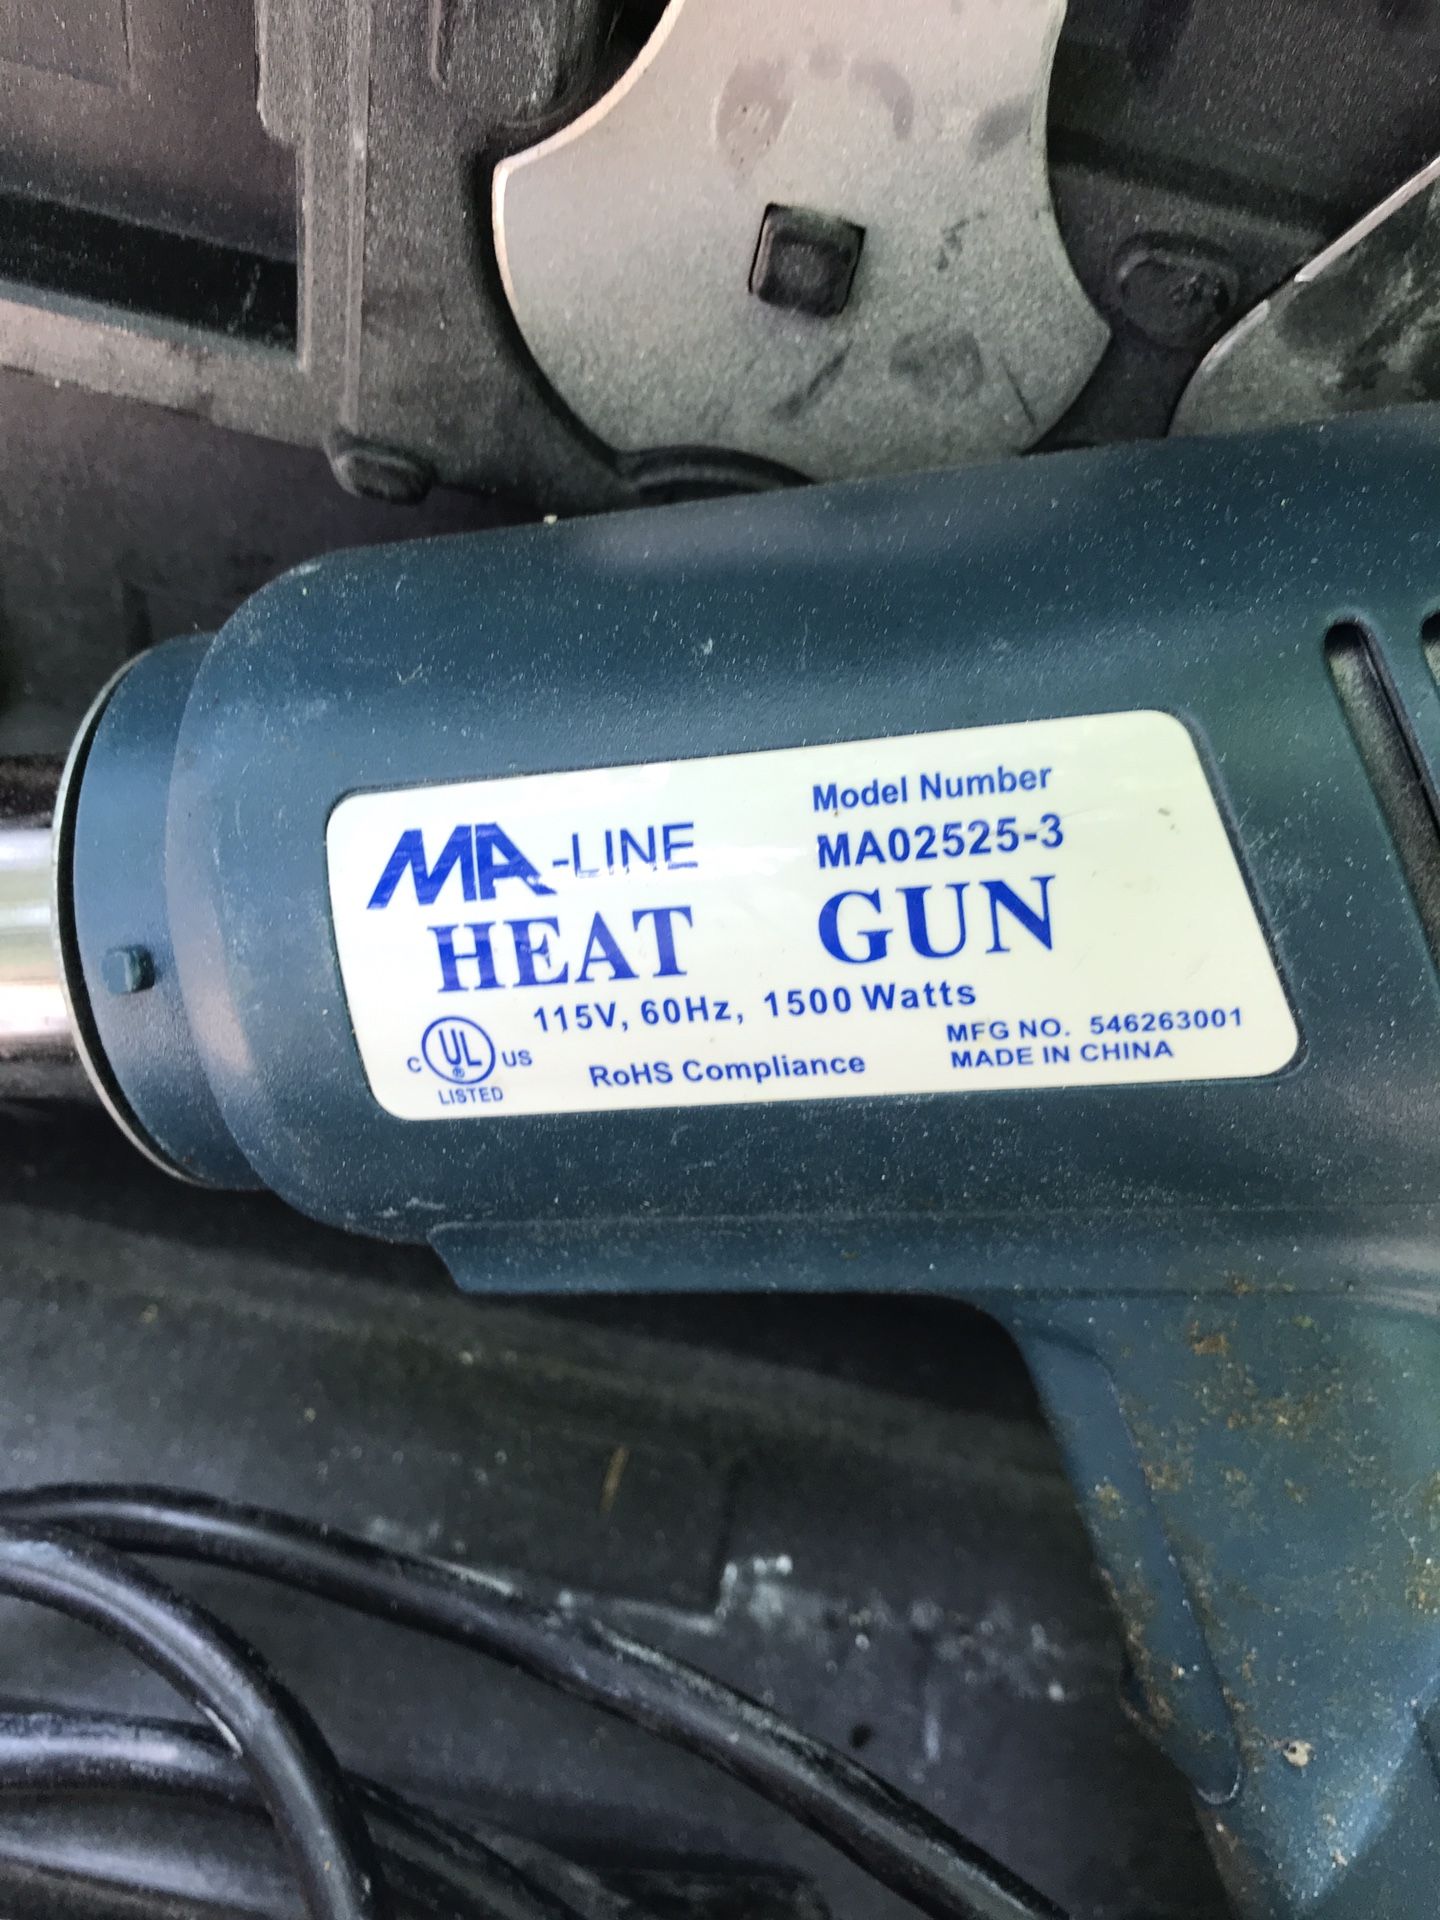 MA-LINE
Model Number
MA02525-3
HEAT GUN
115V, 60Hz, 1500 Watts
C UL® US
LISTED
RoHS Compliance
MFG NO. 546263001
MADE IN CHINA